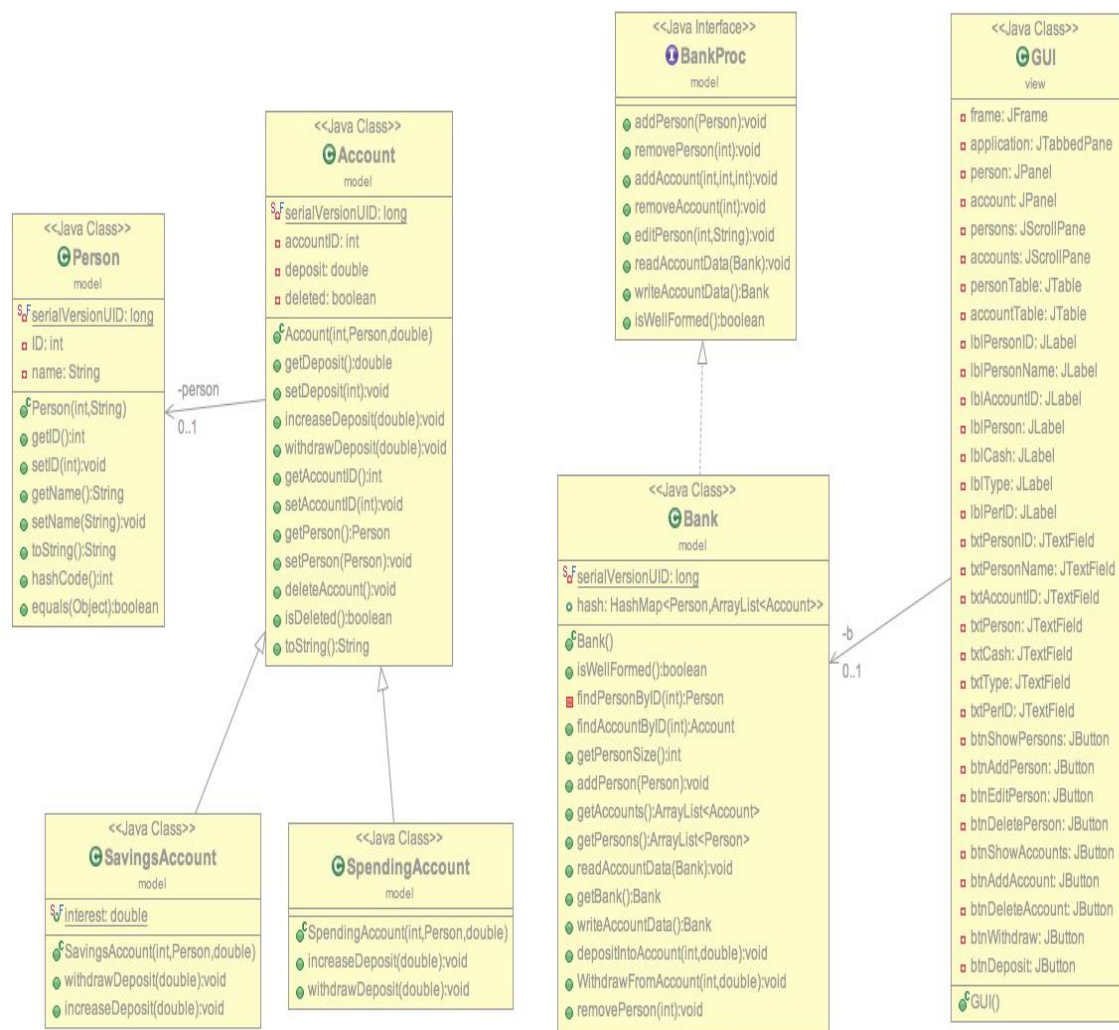 <<Java Class>>
Person
model
serialVersionUID: long
ID: int
name: String
Person(int,String)
getID():int
setID(int):void
getName():String
setName(String):void
toString():String
hashCode():int
equals(Object):boolean
-person
0..1
<<Java Class>>
Account
model
serialVersionUID: long
accountID: int
deposit: double
deleted: boolean
Account(int,Person,double)
getDeposit():double
setDeposit(int):void
increaseDeposit(double):void
withdrawDeposit(double):void
getAccountID():int
setAccountID(int):void
getPerson():Person
setPerson(Person):void
deleteAccount():void
isDeleted():boolean
toString():String
<<Java Class>>
SavingsAccount
model
interest: double
SavingsAccount(int,Person,double)
withdrawDeposit(double):void
increaseDeposit(double):void
<<Java Class>>
SpendingAccount
model
SpendingAccount(int,Person,double)
increaseDeposit(double):void
withdrawDeposit(double):void
<<Java Interface>>
BankProc
model
addPerson(Person):void
removePerson(int):void
addAccount(int,int,int):void
removeAccount(int):void
editPerson(int,String):void
readAccountData(Bank):void
writeAccountData():Bank
isWellFormed():boolean
<<Java Class>>
Bank
model
serialVersionUID: long
hash: HashMap<Person,ArrayList<Account>>
Bank()
isWellFormed():boolean
findPersonByID(int):Person
findAccountByID(int):Account
getPersonSize():int
addPerson(Person):void
getAccounts():ArrayList<Account>
getPersons():ArrayList<Person>
readAccountData(Bank):void
getBank():Bank
writeAccountData():Bank
depositIntoAccount(int,double):void
WithdrawFromAccount(int,double):void
removePerson(int):void
-b
0..1
<<Java Class>>
GUI
view
frame: JFrame
application: JTabbedPane
person: JPanel
account: JPanel
persons: JScrollPane
accounts: JScrollPane
personTable: JTable
accountTable: JTable
lblPersonID: JLabel
lblPersonName: JLabel
lblAccountID: JLabel
lblPerson: JLabel
lblCash: JLabel
lblType: JLabel
lblPerID: JLabel
txtPersonID: JTextField
txtPersonName: JTextField
txtAccountID: JTextField
txtPerson: JTextField
txtCash: JTextField
txtType: JTextField
txtPerID: JTextField
btnShowPersons: JButton
btnAddPerson: JButton
btnEditPerson: JButton
btnDeletePerson: JButton
btnShowAccounts: JButton
btnAddAccount: JButton
btnDeleteAccount: JButton
btnWithdraw: JButton
btnDeposit: JButton
GUI()